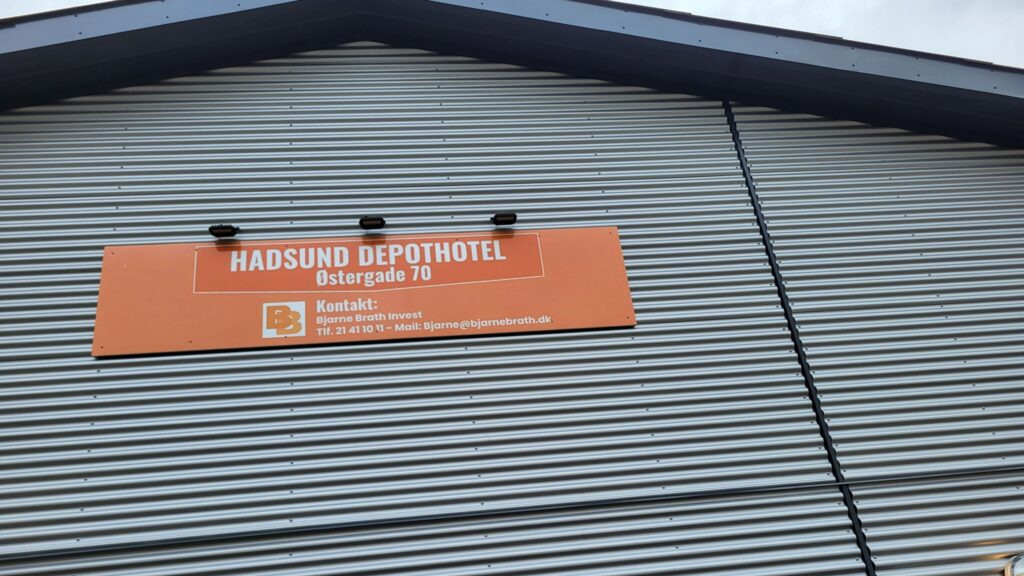 HADSUND DEPOTHOTEL
Østergade 70
BB
Kontakt:
Bjarne Brath Invest
Tlf. 21 41 10 11 - Mail: Bjarne@bjarnebrath.dk